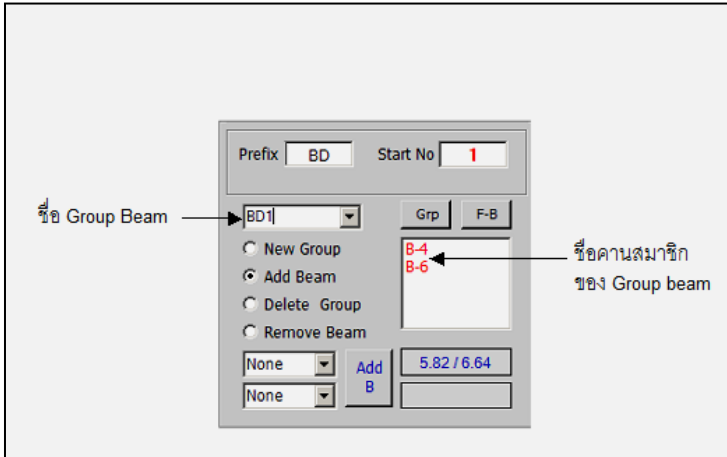 Prefix BD Start No 1
ชื่อ Group Beam BD1 Grp F-B
New Group
Add Beam
Delete Group
Remove Beam
B-4
B-6
ชื่อคานสมาชิก
ของ Group beam
None Add B 5.82 / 6.64
None